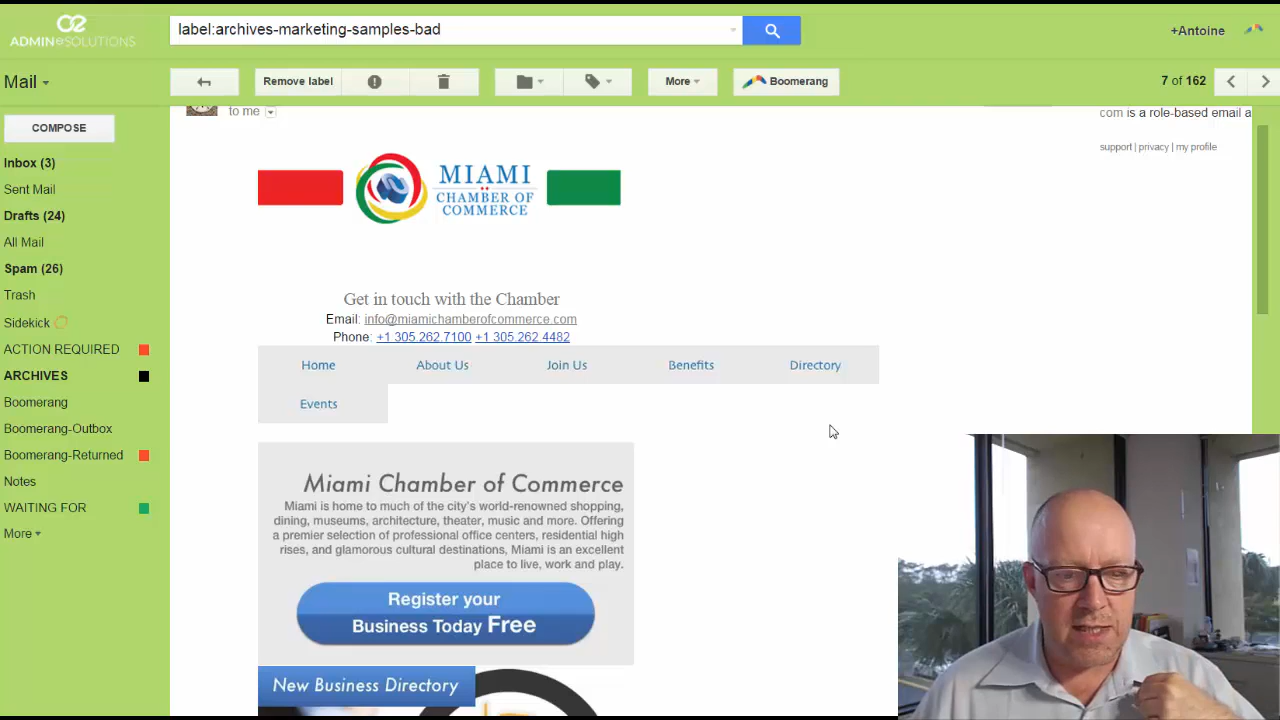 label:archives-marketing-samples-bad
+Antoine
ADMINeSOLUTIONS
Mail
Remove label
More
Boomerang
7 of 162
COMPOSE
Inbox (3)
Sent Mail
Drafts (24)
All Mail
Spam (26)
Trash
Sidekick
ACTION REQUIRED
ARCHIVES
Boomerang
Boomerang-Outbox
Boomerang-Returned
Notes
WAITING FOR
More
to me
com is a role-based email a
support | privacy | my profile
MIAMI
CHAMBER OF
COMMERCE
Get in touch with the Chamber
Email: info@miamichamberofcommerce.com
Phone: +1 305.262.7100 +1 305.262.4482
Home About Us Join Us Benefits Directory
Events
Miami Chamber of Commerce
Miami is home to much of the city's world-renowned shopping,
dining, museums, architecture, theater, music and more. Offering
a premier selection of professional office centers, residential high
rises, and glamorous cultural destinations, Miami is an excellent
place to live, work and play.
Register your
Business Today Free
New Business Directory